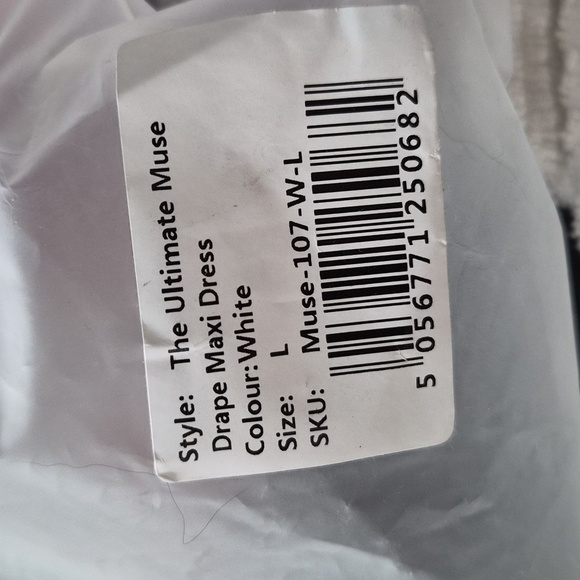 Style: The Ultimate Muse
Drape Maxi Dress
Colour:White
Size: L
SKU: Muse-107-W-L
5 056771 250682